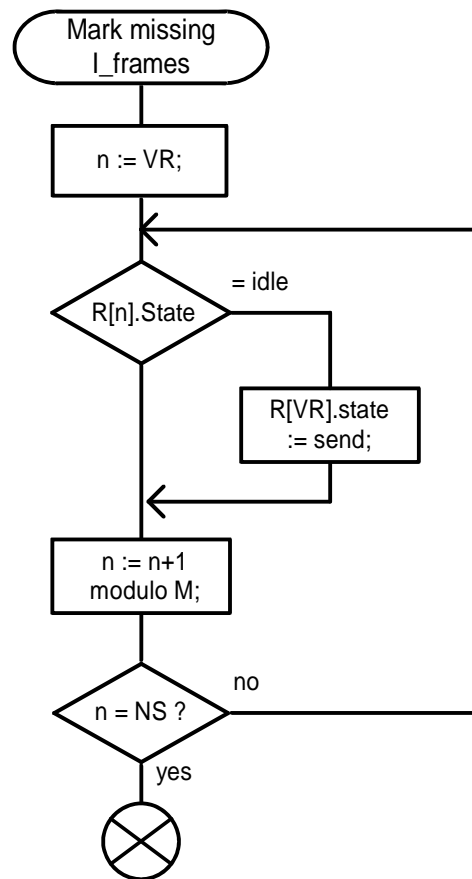 Mark missing
I_frames
n := VR;
= idle
R[n].State
R[VR].state
:= send;
n := n+1
modulo M;
no
n = NS ?
yes